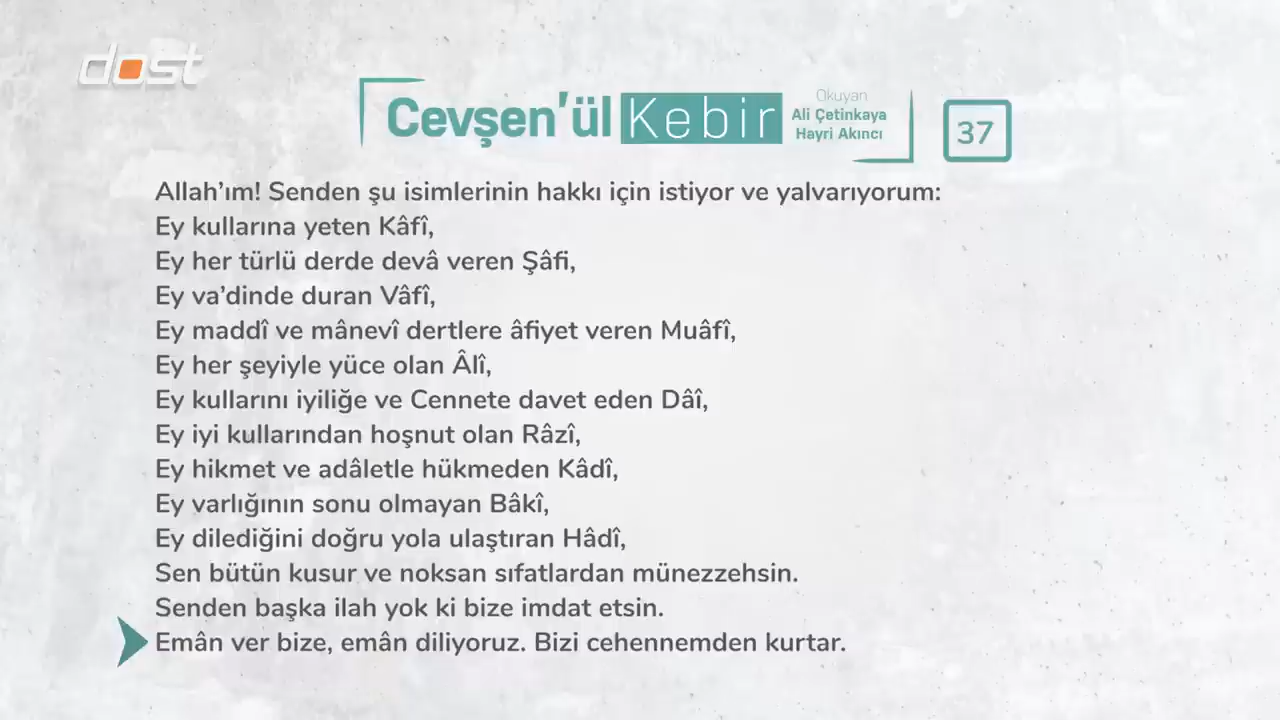 dost
Cevşen'ül Kebir
Okuyan
Ali Çetinkaya
Hayri Akıncı
37
Allah'ım! Senden şu isimlerinin hakkı için istiyor ve yalvarıyorum:
Ey kullarına yeten Kâfî,
Ey her türlü derde devâ veren Şâfi,
Ey va'dinde duran Vâfî,
Ey maddî ve mânevî dertlere âfiyet veren Muâfî,
Ey her şeyiyle yüce olan Âlî,
Ey kullarını iyiliğe ve Cennete davet eden Dâî,
Ey iyi kullarından hoşnut olan Râzî,
Ey hikmet ve adâletle hükmeden Kâdî,
Ey varlığının sonu olmayan Bâkî,
Ey dilediğini doğru yola ulaştıran Hâdî,
Sen bütün kusur ve noksan sıfatlardan münezzehsin.
Senden başka ilah yok ki bize imdat etsin.
Emân ver bize, emân diliyoruz. Bizi cehennemden kurtar.